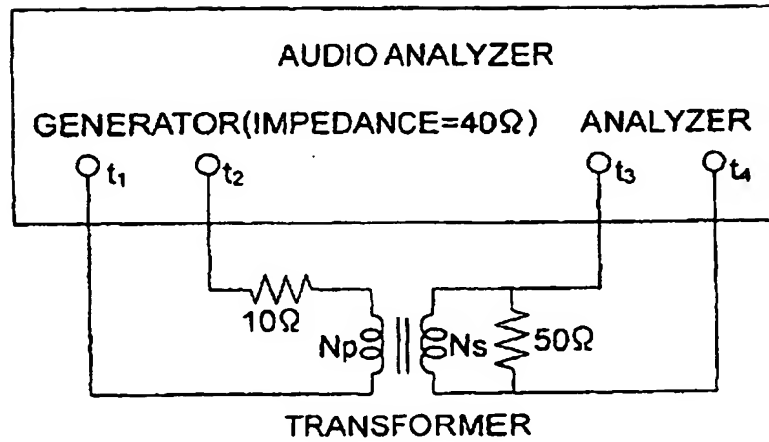 AUDIO ANALYZER
GENERATOR(IMPEDANCE=40Ω) ANALYZER
t1 t2 t3 t4
10Ω
Np Ns 50Ω
TRANSFORMER